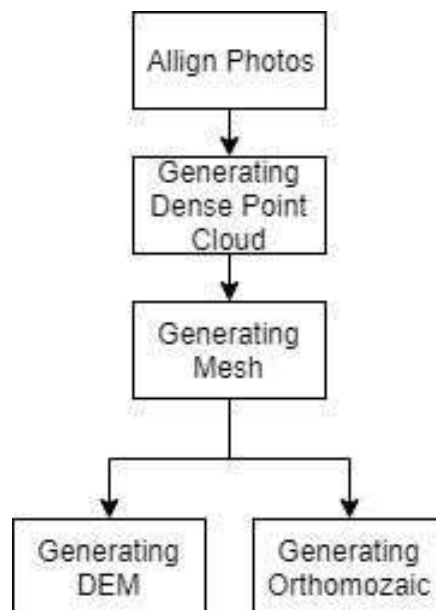 Allign Photos
Generating
Dense Point
Cloud
Generating
Mesh
Generating
DEM
Generating
Orthomozaic